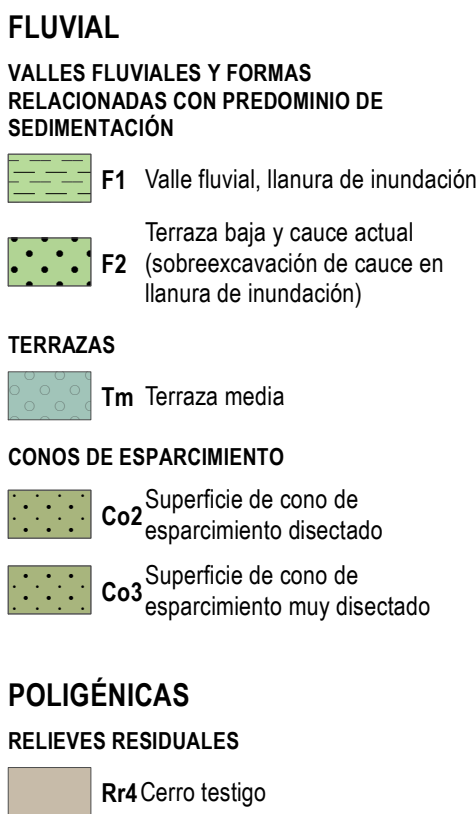 FLUVIAL
VALLES FLUVIALES Y FORMAS
RELACIONADAS CON PREDOMINIO DE
SEDIMENTACIÓN
F1 Valle fluvial, llanura de inundación
F2 Terraza baja y cauce actual
(sobreexcavación de cauce en
llanura de inundación)
TERRAZAS
Tm Terraza media
CONOS DE ESPARCIMIENTO
Co2 Superficie de cono de
esparcimiento disectado
Co3 Superficie de cono de
esparcimiento muy disectado
POLIGÉNICAS
RELIEVES RESIDUALES
Rr4 Cerro testigo